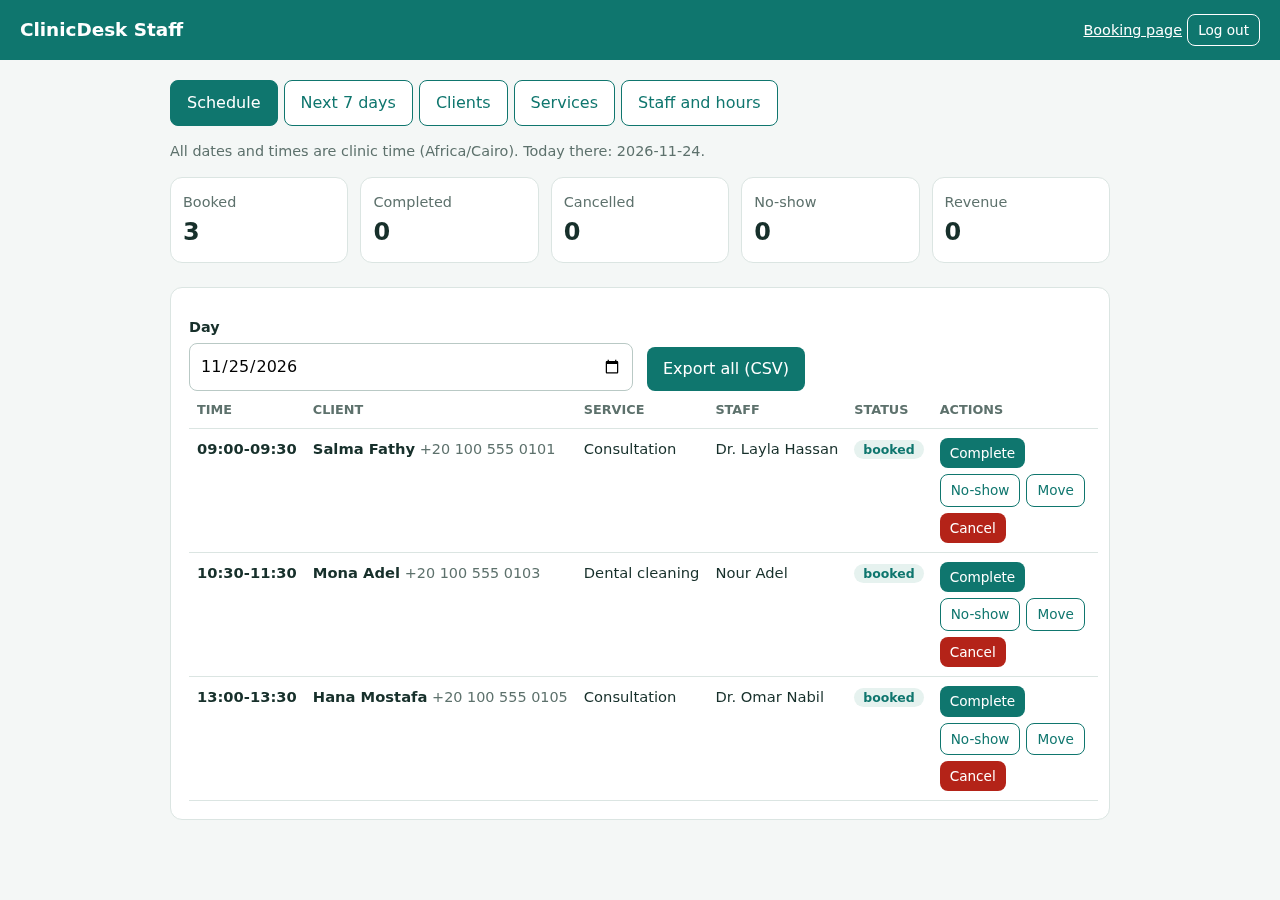 ClinicDesk Staff
Booking page Log out
Schedule Next 7 days Clients Services Staff and hours
All dates and times are clinic time (Africa/Cairo). Today there: 2026-11-24.
Booked Completed Cancelled No-show Revenue
3 0 0 0 0
Day
11/25/2026 Export all (CSV)
TIME CLIENT SERVICE STAFF STATUS ACTIONS
09:00-09:30 Salma Fathy +20 100 555 0101 Consultation Dr. Layla Hassan booked Complete
No-show Move
Cancel
10:30-11:30 Mona Adel +20 100 555 0103 Dental cleaning Nour Adel booked Complete
No-show Move
Cancel
13:00-13:30 Hana Mostafa +20 100 555 0105 Consultation Dr. Omar Nabil booked Complete
No-show Move
Cancel